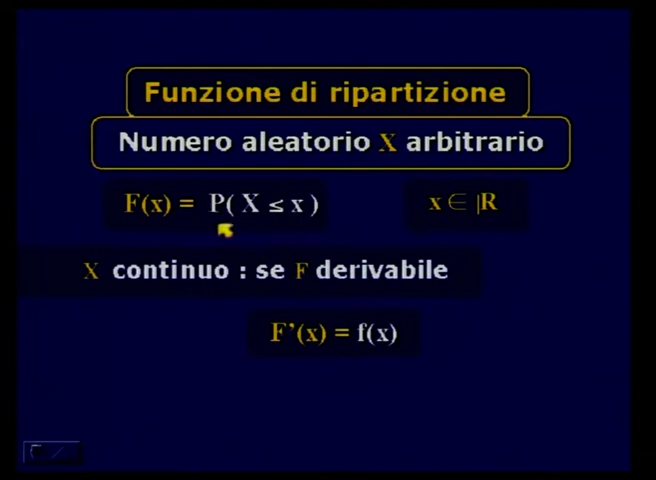 Funzione di ripartizione
Numero aleatorio X arbitrario
F(x) = P( X ≤ x ) x ∈ |R
X continuo : se F derivabile
F’(x) = f(x)